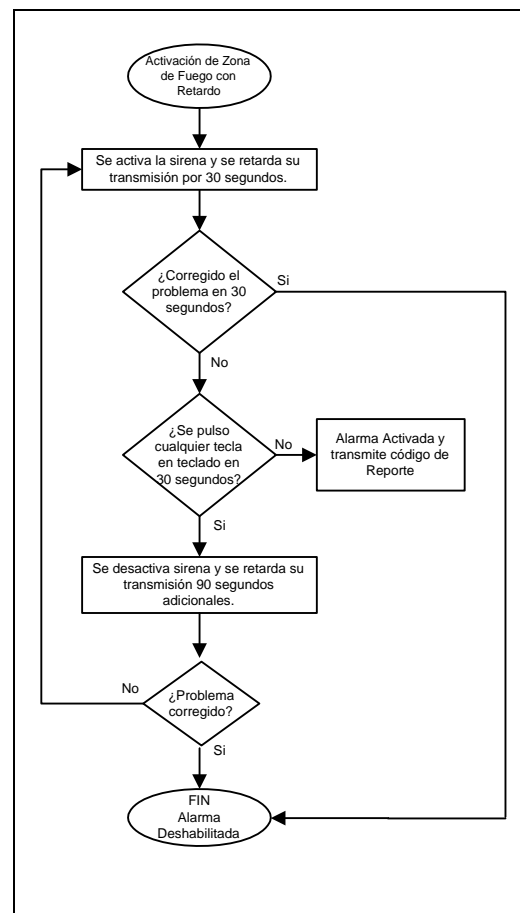 Activación de Zona
de Fuego con
Retardo
Se activa la sirena y se retarda su
transmisión por 30 segundos.
¿Corregido el
problema en 30
segundos?
Si
No
¿Se pulso
cualquier tecla
en teclado en
30 segundos?
No
Alarma Activada y
transmite código de
Reporte
Si
Se desactiva sirena y se retarda su
transmisión 90 segundos
adicionales.
No
¿Problema
corregido?
Si
FIN
Alarma
Deshabilitada